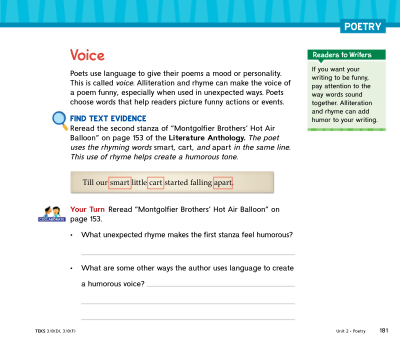 POETRY
Voice
Poets use language to give their poems a mood or personality.
This is called voice. Alliteration and rhyme can make the voice of
a poem funny, especially when used in unexpected ways. Poets
choose words that help readers picture funny actions or events.
FIND TEXT EVIDENCE
Reread the second stanza of "Montgolfier Brothers' Hot Air
Balloon" on page 153 of the Literature Anthology. The poet
uses the rhyming words smart, cart, and apart in the same line.
This use of rhyme helps create a humorous tone.
Till our smart little cart started falling apart.
COLLABORATE
Your Turn Reread "Montgolfier Brothers' Hot Air Balloon" on
page 153.
• What unexpected rhyme makes the first stanza feel humorous?
• What are some other ways the author uses language to create
a humorous voice?
Readers to Writers
If you want your
writing to be funny,
pay attention to the
way words sound
together. Alliteration
and rhyme can add
humor to your writing.
Unit 2 • Poetry 181